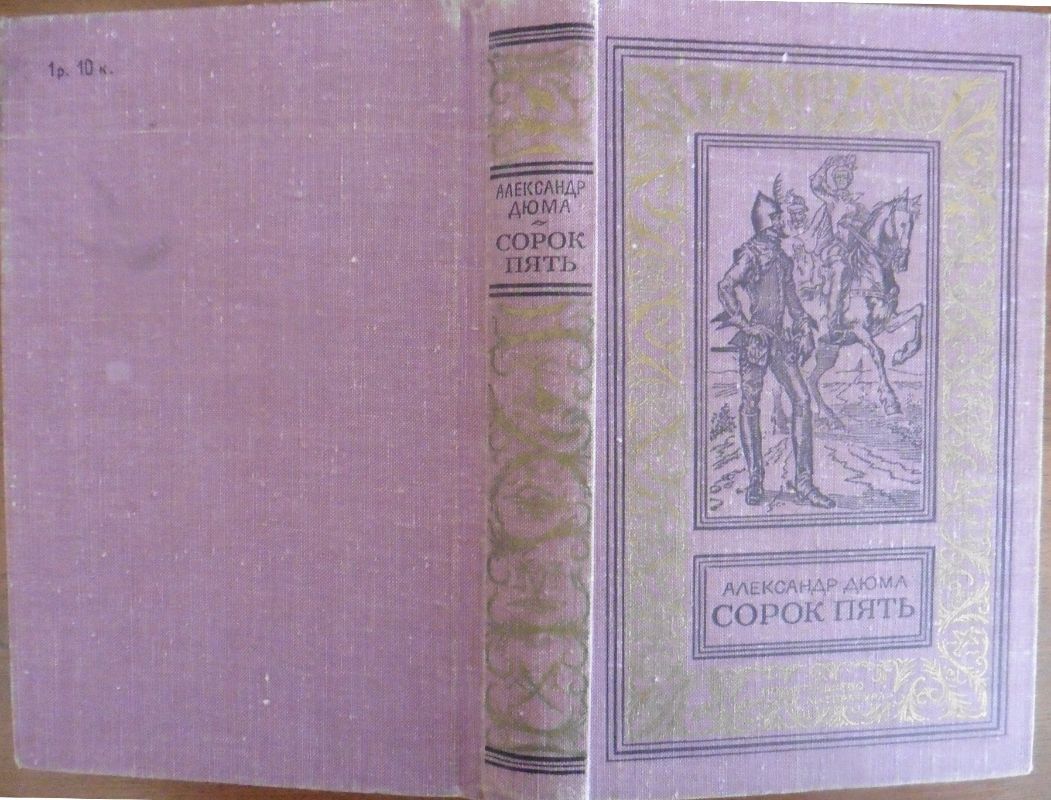 1р. 10 к.
АЛЕКСАНДР
ДЮМА
~
СОРОК
ПЯТЬ
АЛЕКСАНДР ДЮМА
СОРОК ПЯТЬ